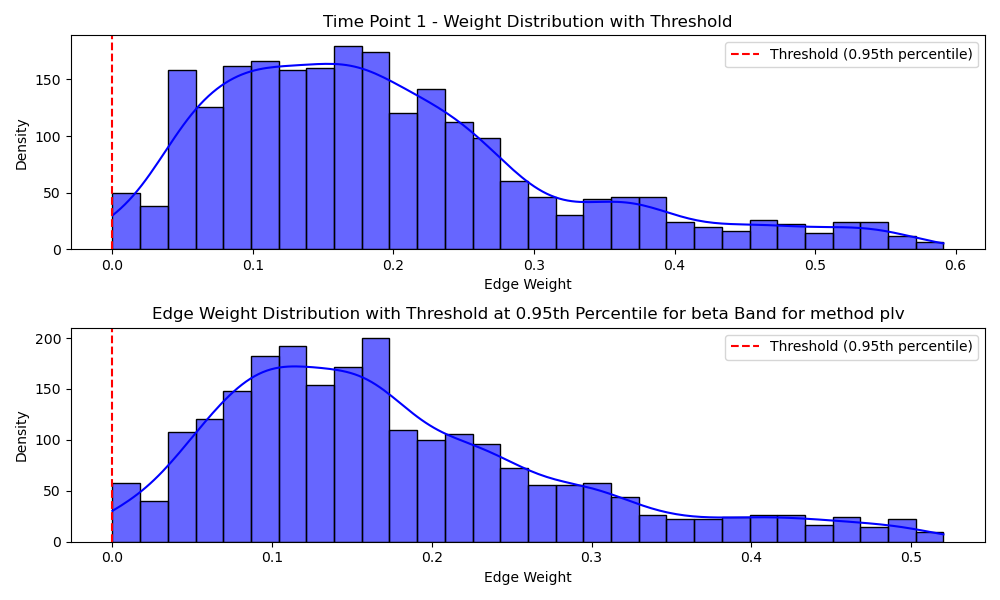 Time Point 1 - Weight Distribution with Threshold
Threshold (0.95th percentile)
Density
150
100
50
0
0.0 0.1 0.2 0.3 0.4 0.5 0.6
Edge Weight
Edge Weight Distribution with Threshold at 0.95th Percentile for beta Band for method plv
Threshold (0.95th percentile)
Density
200
150
100
50
0
0.0 0.1 0.2 0.3 0.4 0.5
Edge Weight